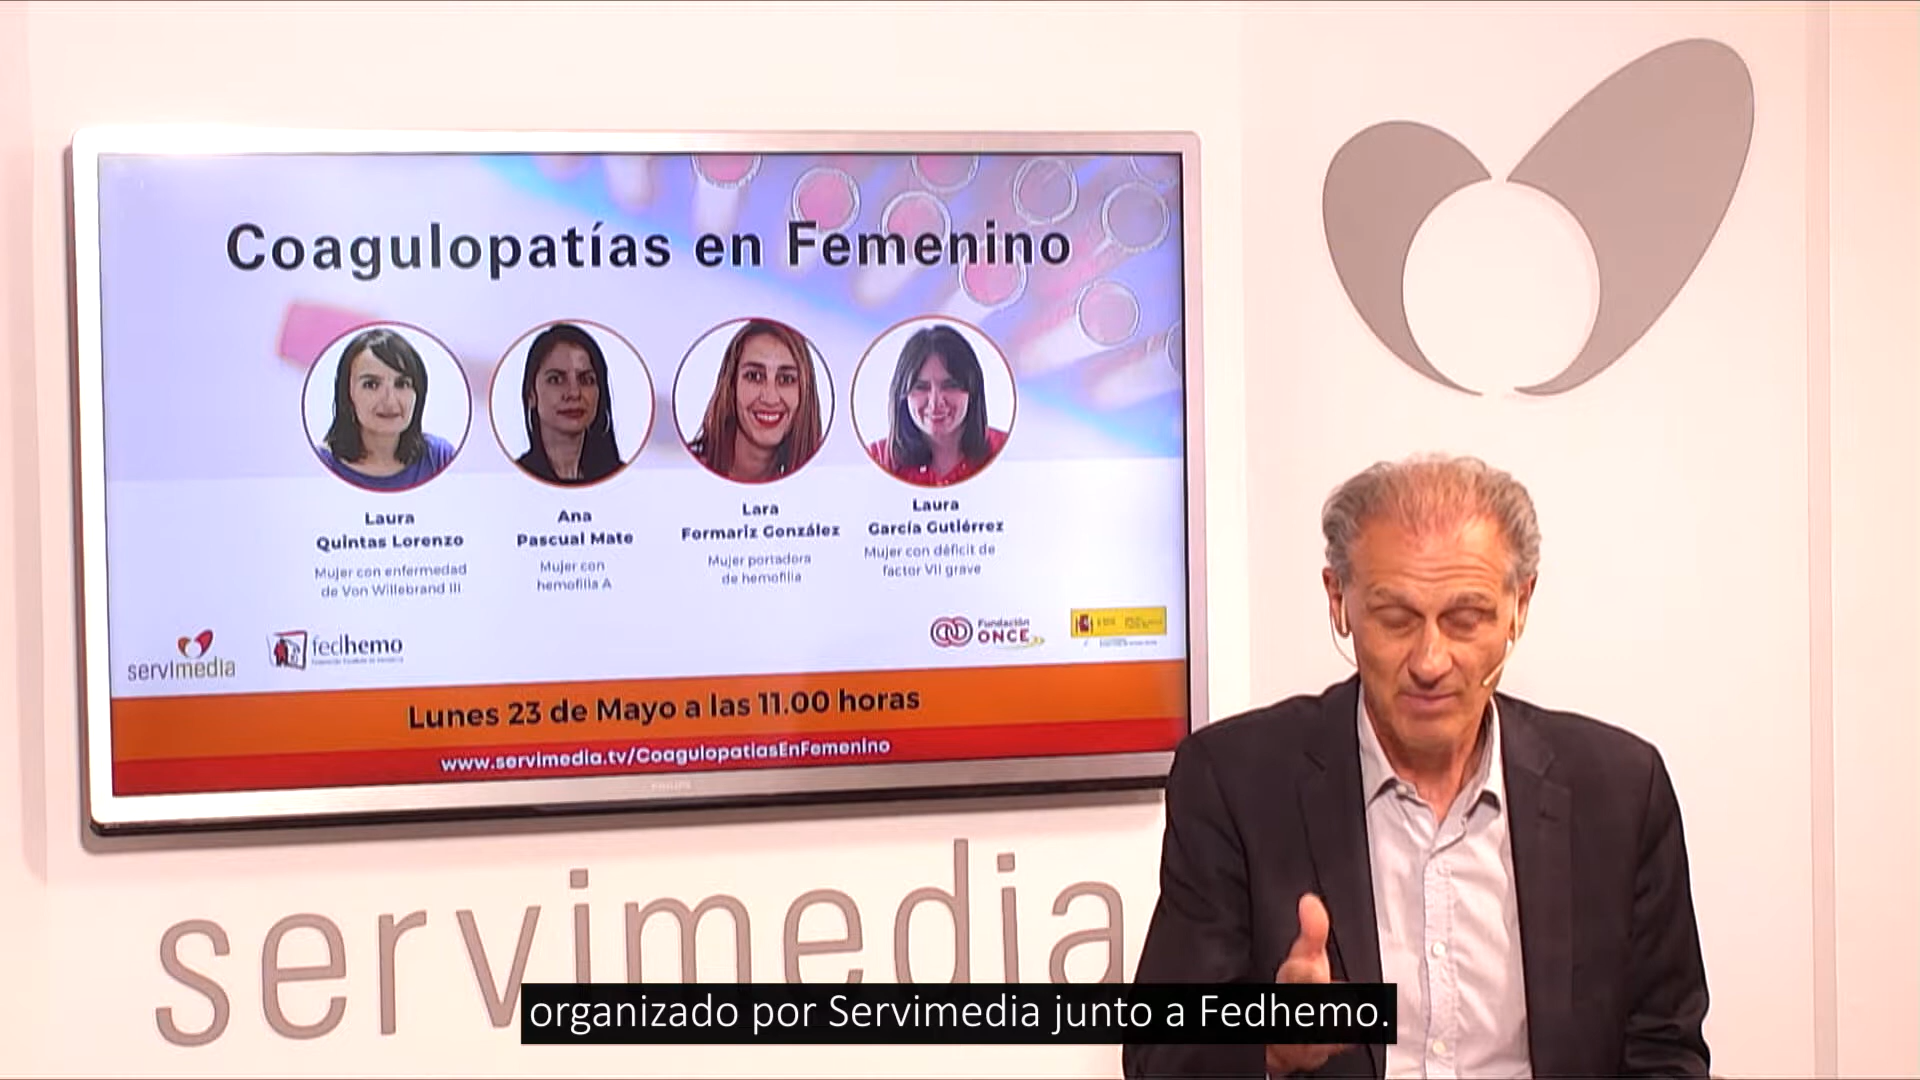 Coagulopatías en Femenino
Laura
Quintas Lorenzo
Mujer con enfermedad
de Von Willebrand III
Ana
Pascual Mate
Mujer con
hemofilia A
Lara
Formariz González
Mujer portadora
de hemofilia
Laura
García Gutiérrez
Mujer con déficit de
factor VII grave
servimedia
fedhemo
Fundación
ONCE
Lunes 23 de Mayo a las 11.00 horas
www.servimedia.tv/CoagulopatiasEnFemenino
PHILIPS
servimedia
organizado por Servimedia junto a Fedhemo.